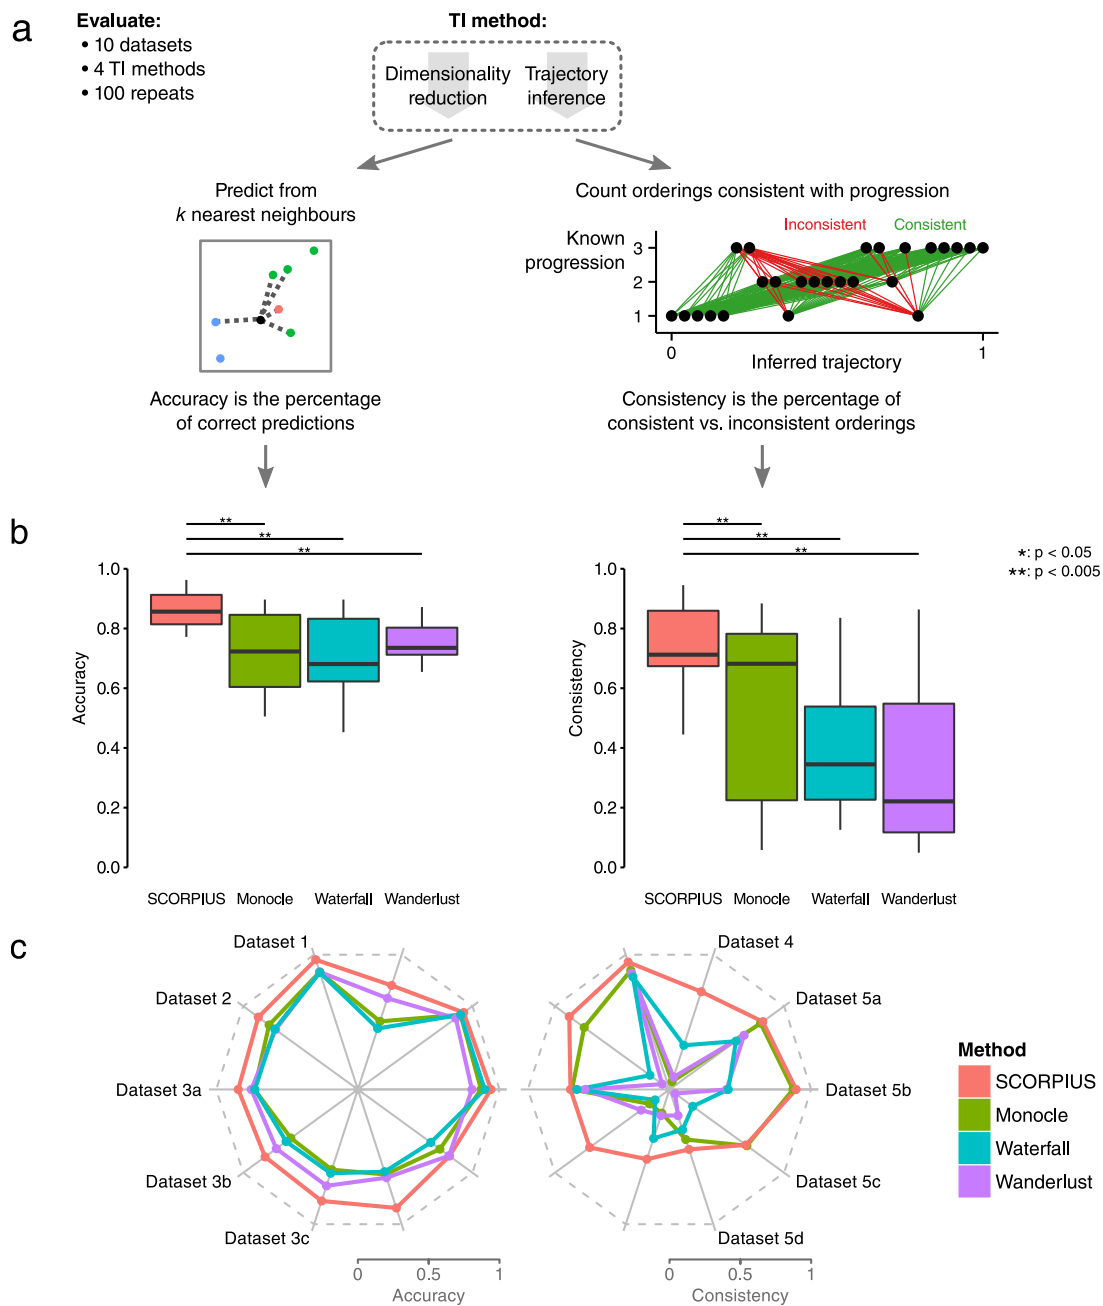 a
Evaluate:
• 10 datasets
• 4 TI methods
• 100 repeats
TI method:
Dimensionality
reduction
Trajectory
inference
Predict from
k nearest neighbours
Accuracy is the percentage
of correct predictions
Count orderings consistent with progression
Inconsistent
Consistent
Known
progression
3
2
1
0
1
Inferred trajectory
Consistency is the percentage of
consistent vs. inconsistent orderings
b
**
**
**
1.0
0.8
0.6
0.4
0.2
0.0
Accuracy
SCORPIUS
Monocle
Waterfall
Wanderlust
**
**
**
1.0
0.8
0.6
0.4
0.2
0.0
Consistency
SCORPIUS
Monocle
Waterfall
Wanderlust
*: p < 0.05
**: p < 0.005
c
Dataset 1
Dataset 2
Dataset 3a
Dataset 3b
Dataset 3c
0
0.5
1
Accuracy
Dataset 4
Dataset 5a
Dataset 5b
Dataset 5c
Dataset 5d
0
0.5
1
Consistency
Method
SCORPIUS
Monocle
Waterfall
Wanderlust